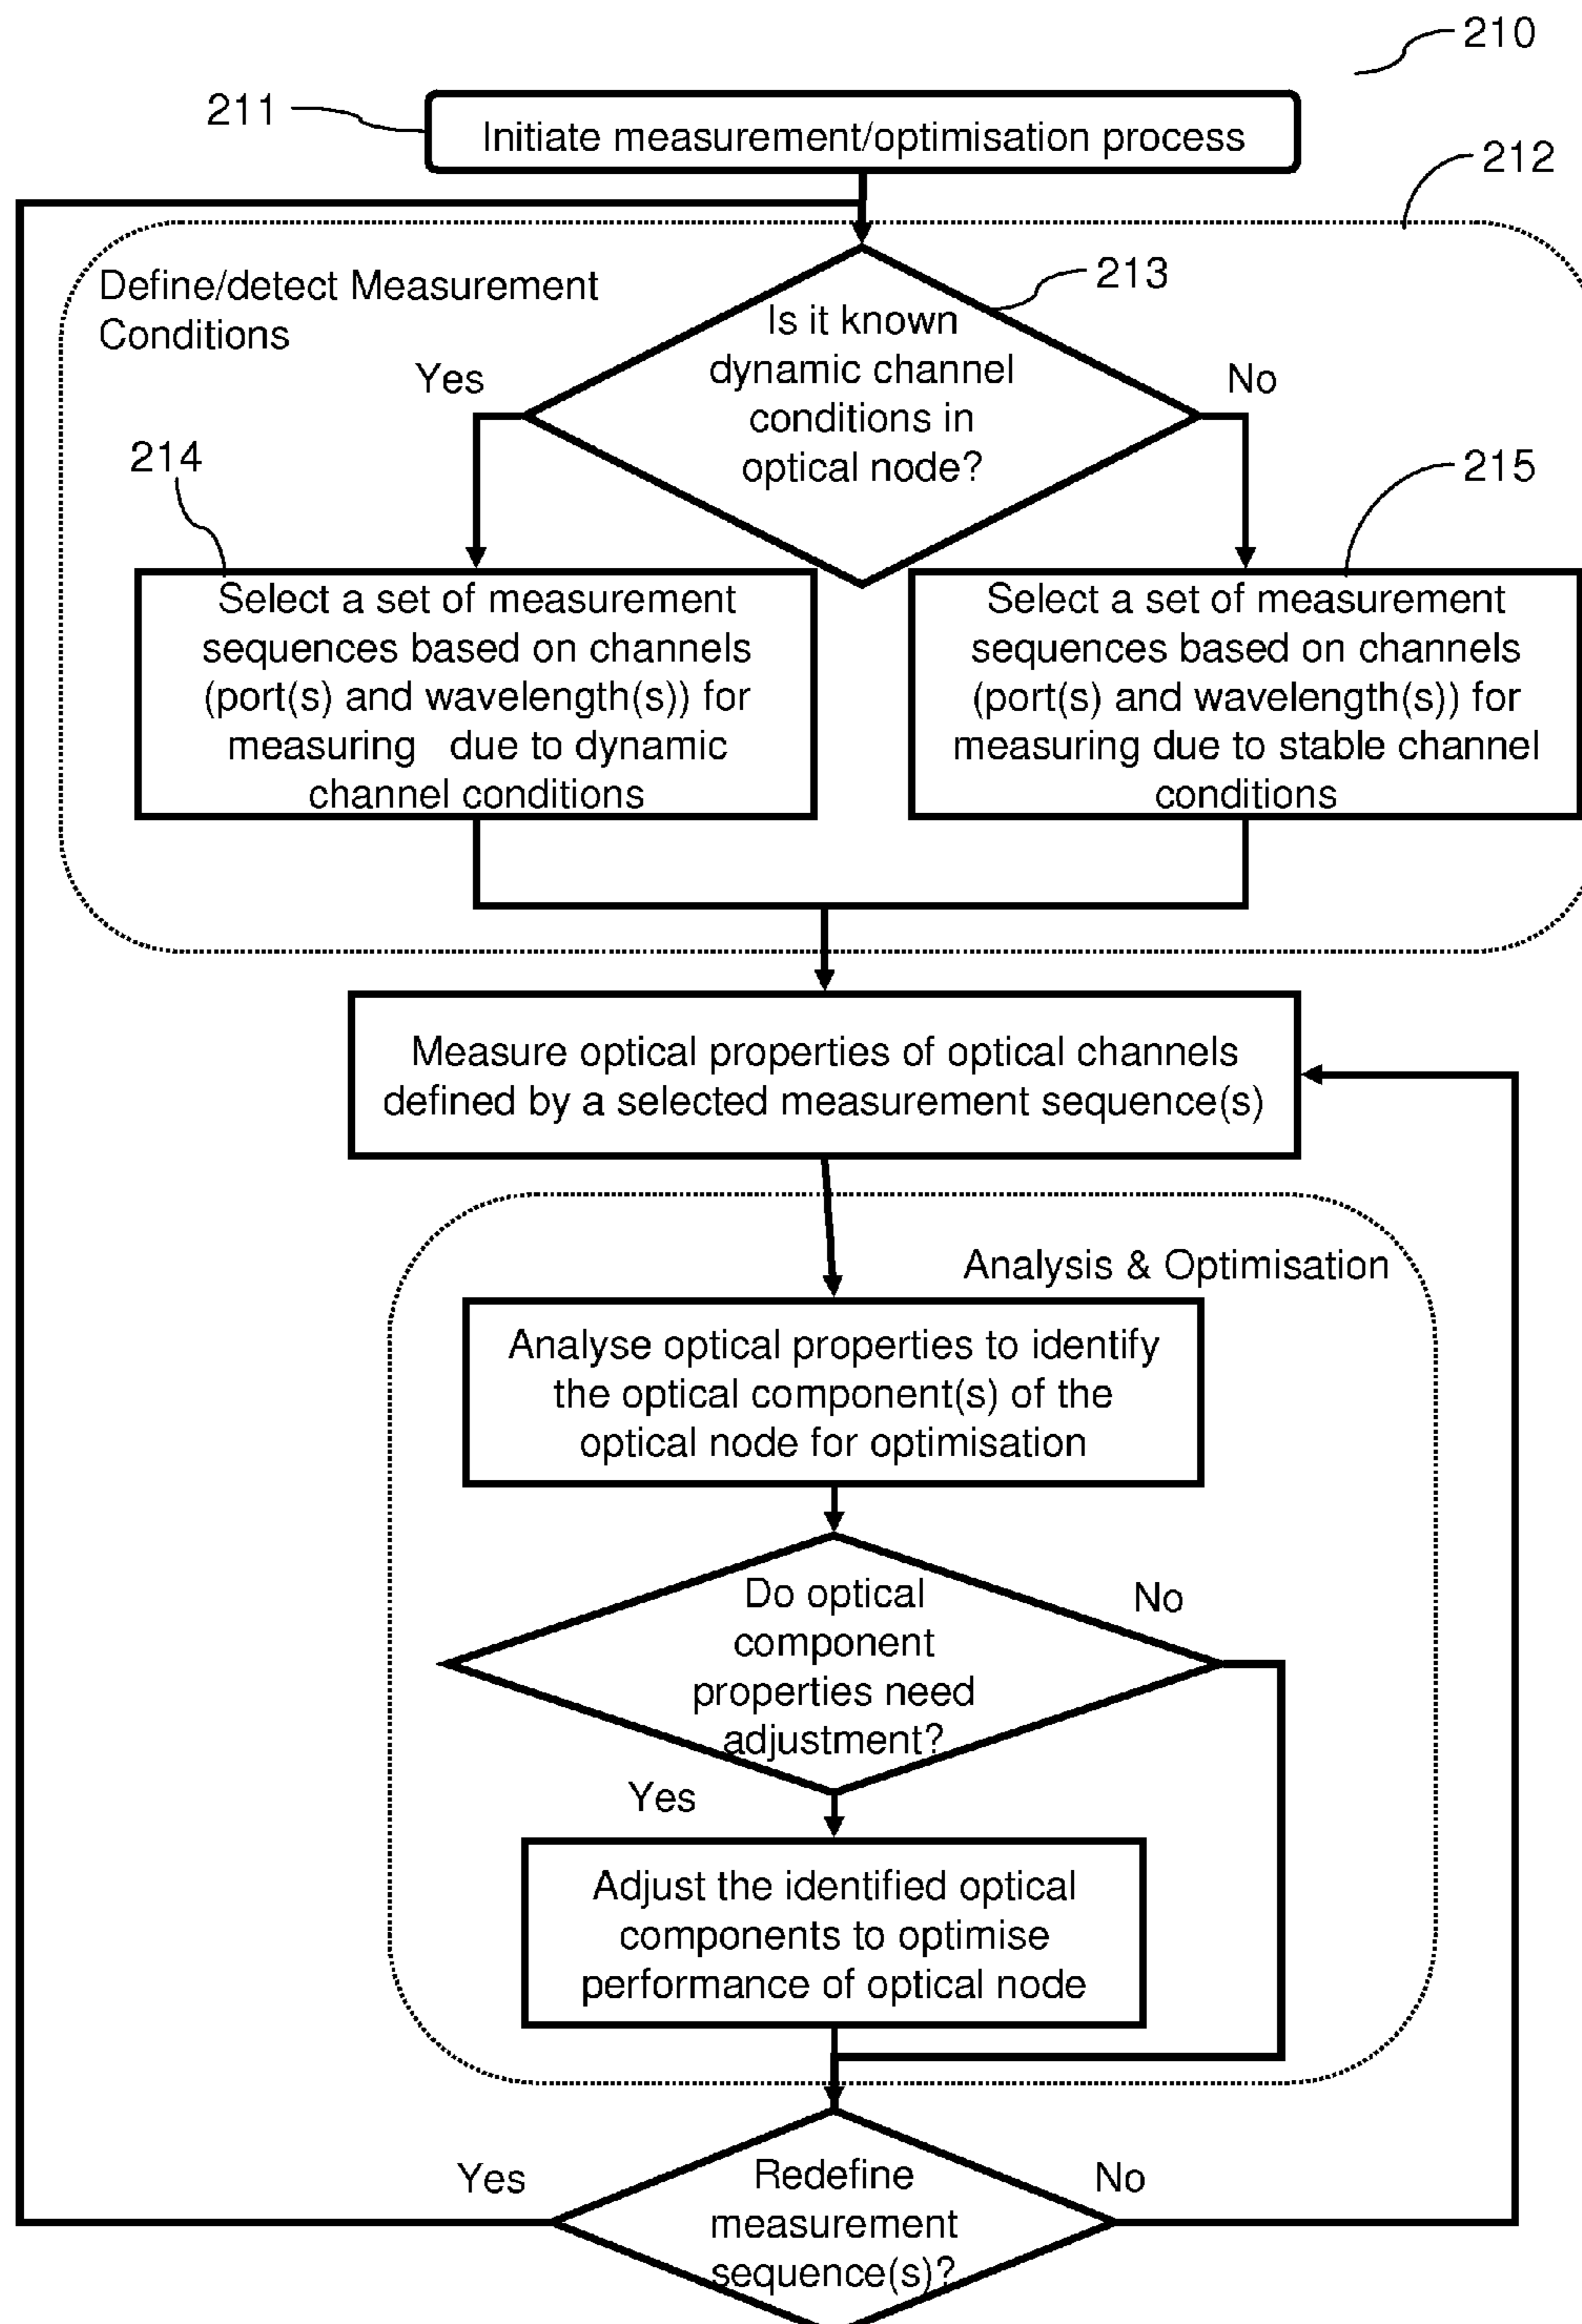 210
211
Initiate measurement/optimisation process
212
Define/detect Measurement
Conditions
213
Is it known
dynamic channel
conditions in
optical node?
Yes
No
214
215
Select a set of measurement
sequences based on channels
(port(s) and wavelength(s)) for
measuring due to dynamic
channel conditions
Select a set of measurement
sequences based on channels
(port(s) and wavelength(s)) for
measuring due to stable channel
conditions
Measure optical properties of optical channels
defined by a selected measurement sequence(s)
Analysis & Optimisation
Analyse optical properties to identify
the optical component(s) of the
optical node for optimisation
Do optical
component
properties need
adjustment?
No
Yes
Adjust the identified optical
components to optimise
performance of optical node
Yes
Redefine
measurement
sequence(s)?
No